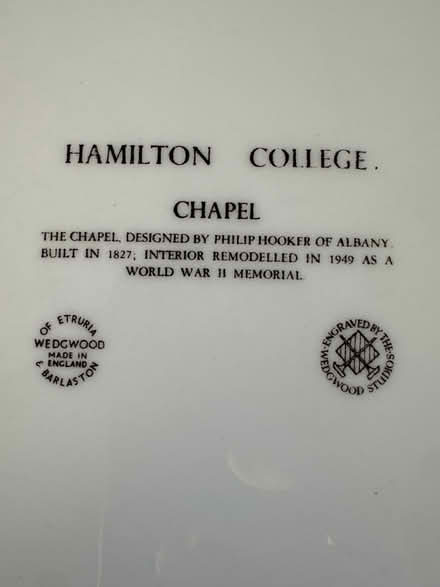 HAMILTON COLLEGE.
CHAPEL
THE CHAPEL, DESIGNED BY PHILIP HOOKER OF ALBANY.
BUILT IN 1827; INTERIOR REMODELLED IN 1949 AS A
WORLD WAR II MEMORIAL
OF ETRURIA
WEDGWOOD
MADE IN
ENGLAND
& BARLASTON
ENGRAVED BY THE
WEDGWOOD STUDIOS